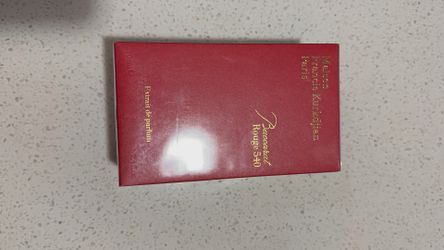 Maison
Francis Kurkdjian
Paris
Baccarat
Rouge 540
Extrait de parfum